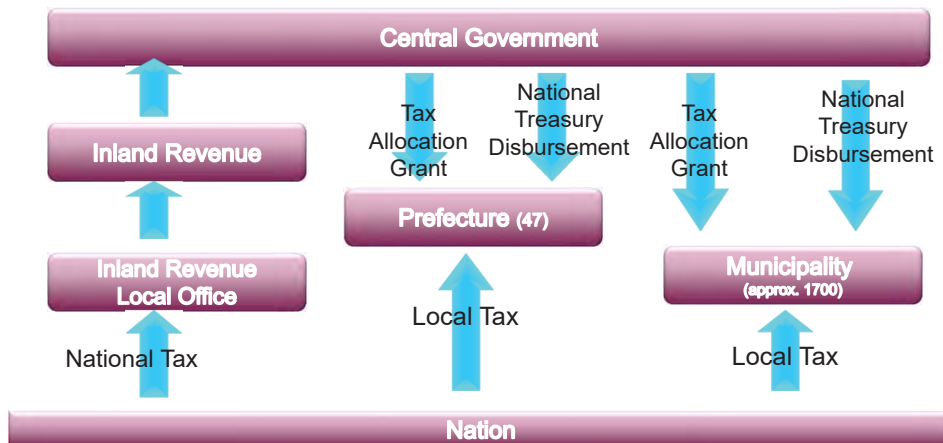 Central Government
Tax
Allocation
Grant
National
Treasury
Disbursement
Tax
Allocation
Grant
National
Treasury
Disbursement
Inland Revenue
Prefecture (47)
Inland Revenue
Local Office
Municipality
(approx. 1700)
National Tax
Local Tax
Local Tax
Nation